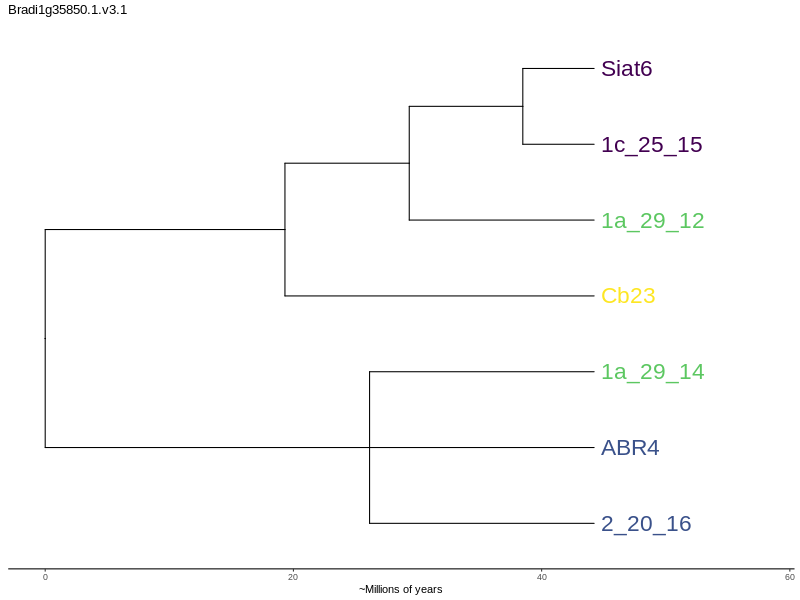 Bradi1g35850.1.v3.1
Siat6
1c_25_15
1a_29_12
Cb23
1a_29_14
ABR4
2_20_16
0 20 40 60
~Millions of years